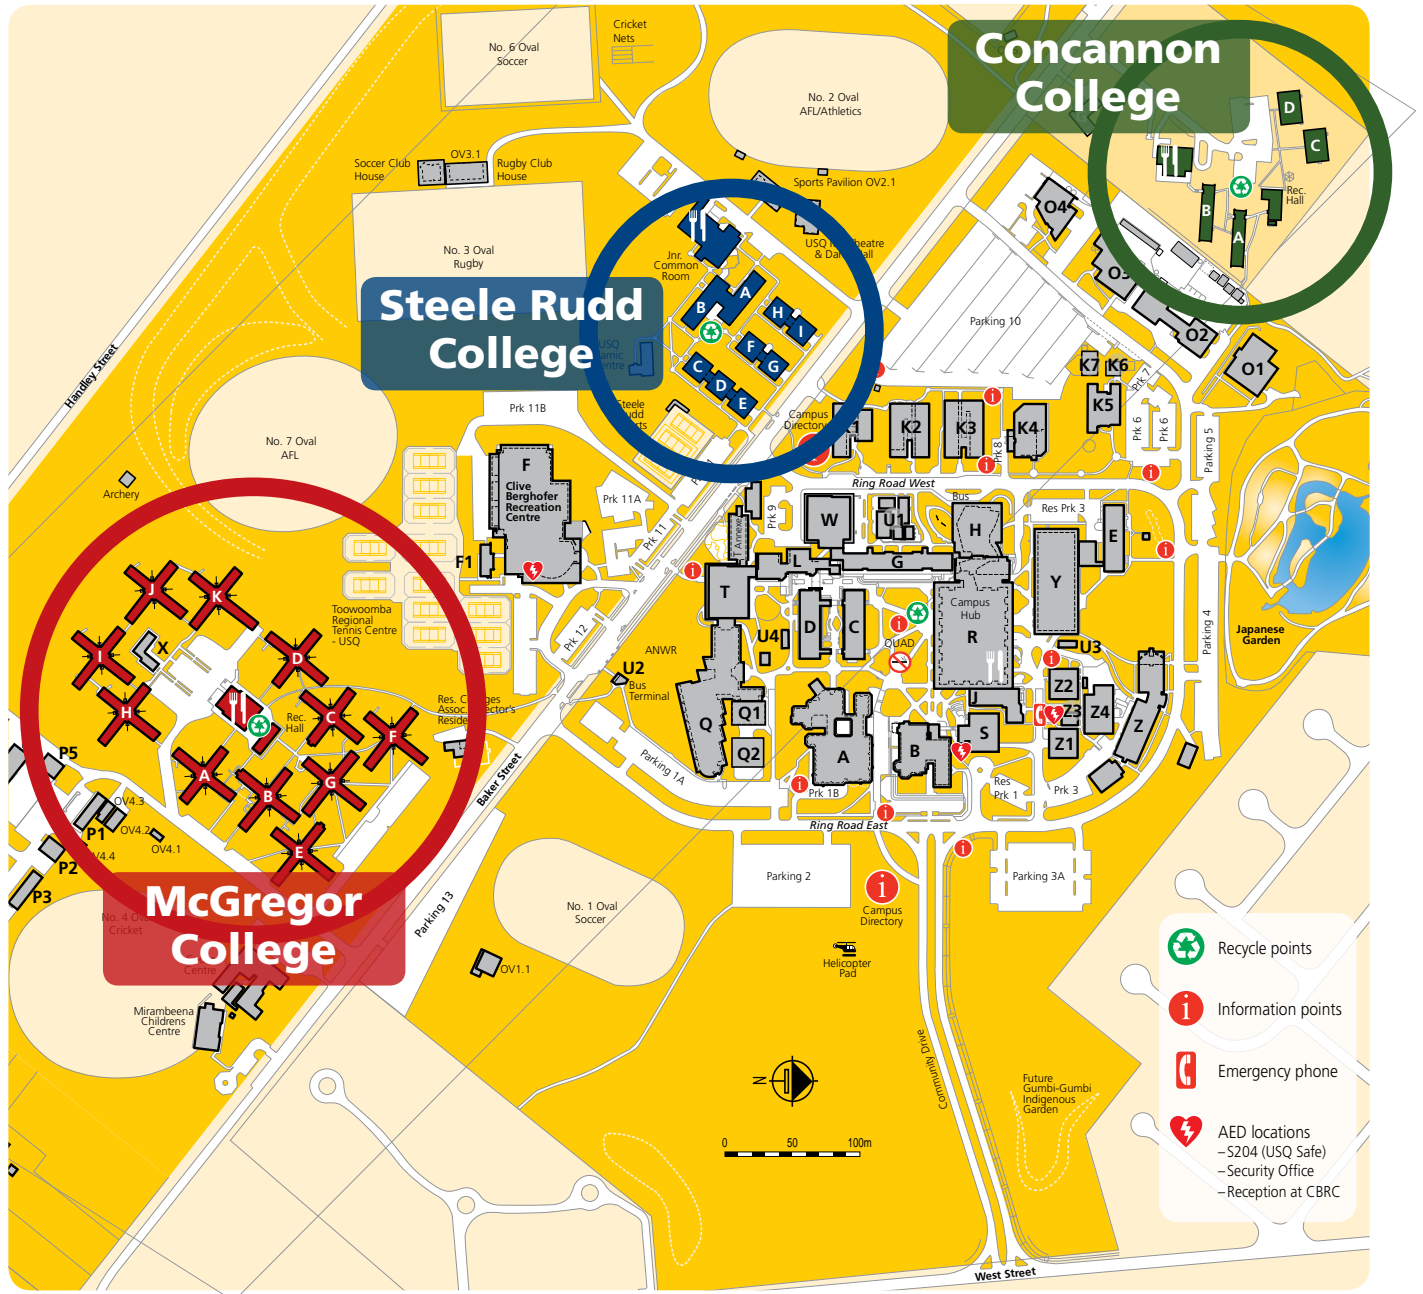 Cricket
Nets
No. 6 Oval
Soccer
Concannon
College
No. 2 Oval
AFL/Athletics
D
C
B
A
Rec.
Hall
OV3.1
Soccer Club
House
Rugby Club
House
Sports Pavilion OV2.1
O4
O2
O1
No. 3 Oval
Rugby
Jnr.
Common
Room
Steele Rudd
College
A
B
H
I
F
G
C
D
E
Parking 10
K7
K6
K5
Prk 7
Prk 6
Prk 6
Parking 5
Handley Street
Prk 11B
Campus
Directory
K2
K3
K4
Prk 8
No. 7 Oval
AFL
Archery
F
Clive
Berghofer
Recreation
Centre
F1
Prk 11A
Prk 11
Prk 12
Ring Road West
Bus
Prk 9
T Annexe
W
U1
H
Res Prk 3
E
L
G
Y
T
D
C
U4
Campus
Hub
R
QUAD
U3
Parking 4
Japanese
Garden
Toowoomba
Regional
Tennis Centre
- USQ
J
K
I
X
D
H
C
F
Rec.
Hall
A
B
G
E
ANWR
U2
Bus
Terminal
Q
Q1
Q2
A
B
S
Z2
Z3
Z4
Z1
Z
P5
OV4.3
P1
OV4.2
OV4.1
P2
P3
Parking 1A
Baker Street
Prk 1B
Res
Prk 1
Prk 3
Ring Road East
Parking 2
Parking 3A
McGregor
College
Parking 13
No. 1 Oval
Soccer
OV1.1
Campus
Directory
Helicopter
Pad
Centre
Mirambeena
Childrens
Centre
N
0 50 100m
Community Drive
Future
Gumbi-Gumbi
Indigenous
Garden
West Street
Recycle points
Information points
Emergency phone
AED locations
–S204 (USQ Safe)
–Security Office
–Reception at CBRC